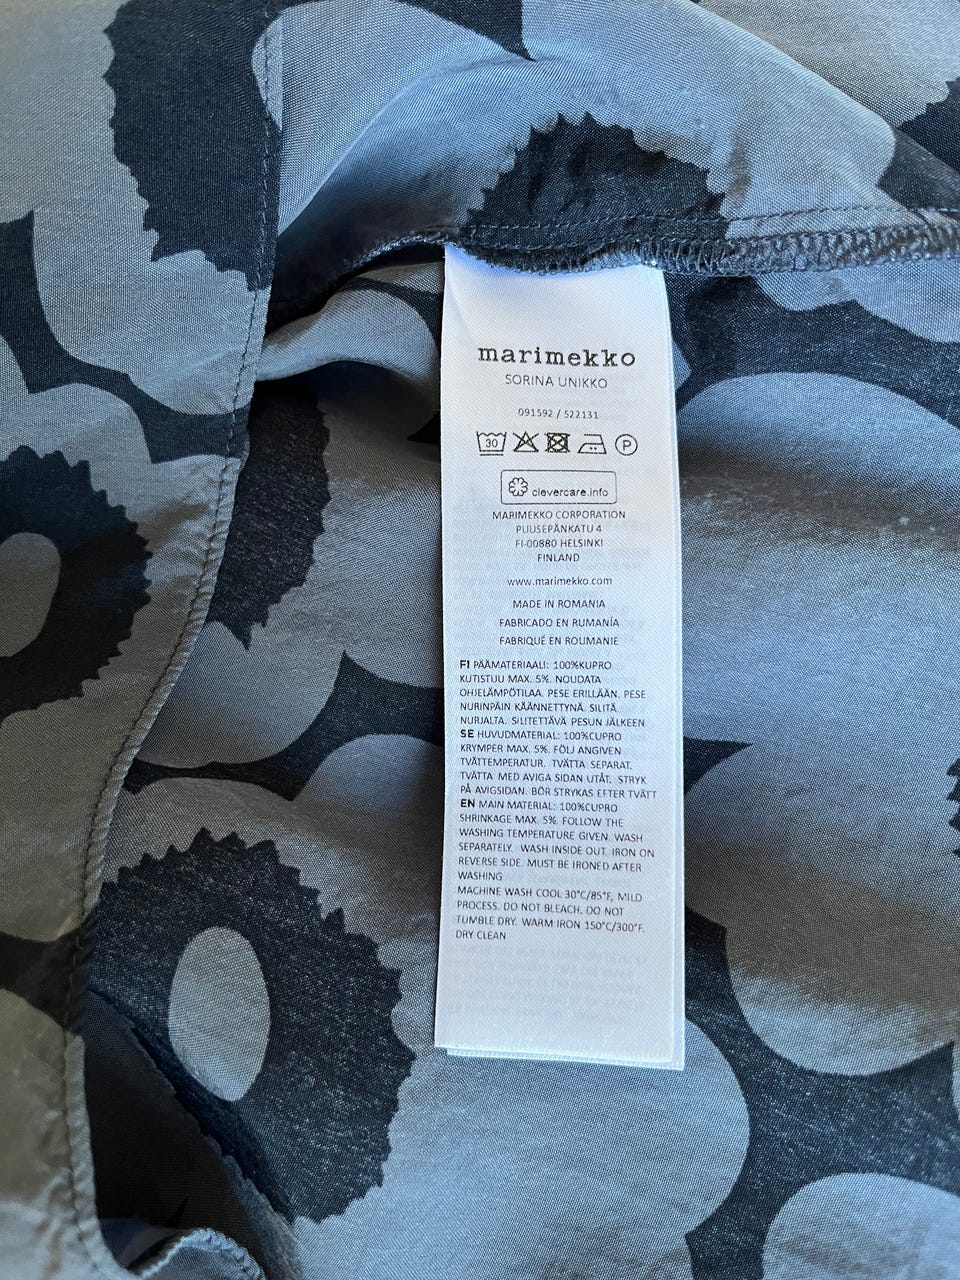 marimekko
SORINA UNIKKO
091592 / 522131
30 P
clevercare.info
MARIMEKKO CORPORATION
PUUSEPÄNKATU 4
FI-00880 HELSINKI
FINLAND
www.marimekko.com
MADE IN ROMANIA
FABRICADO EN RUMANÍA
FABRIQUÉ EN ROUMANIE
FI PÄÄMATERIAALI: 100%KUPRO
KUTISTUU MAX. 5%. NOUDATA
OHJELÄMPÖTILAA. PESE ERILLÄÄN. PESE
NURINPÄIN KÄÄNNETTYNÄ. SILITÄ
NURJALTA. SILITETTÄVÄ PESUN JÄLKEEN
SE HUVUDMATERIAL: 100%CUPRO
KRYMPER MAX. 5%. FÖLJ ANGIVEN
TVÄTTEMPERATUR. TVÄTTA SEPARAT.
TVÄTTA MED AVIGA SIDAN UTÅT. STRYK
PÅ AVIGSIDAN. BÖR STRYKAS EFTER TVÄTT
EN MAIN MATERIAL: 100%CUPRO
SHRINKAGE MAX. 5%. FOLLOW THE
WASHING TEMPERATURE GIVEN. WASH
SEPARATELY. WASH INSIDE OUT. IRON ON
REVERSE SIDE. MUST BE IRONED AFTER
WASHING
MACHINE WASH COOL 30°C/85°F, MILD
PROCESS. DO NOT BLEACH. DO NOT
TUMBLE DRY. WARM IRON 150°C/300°F.
DRY CLEAN